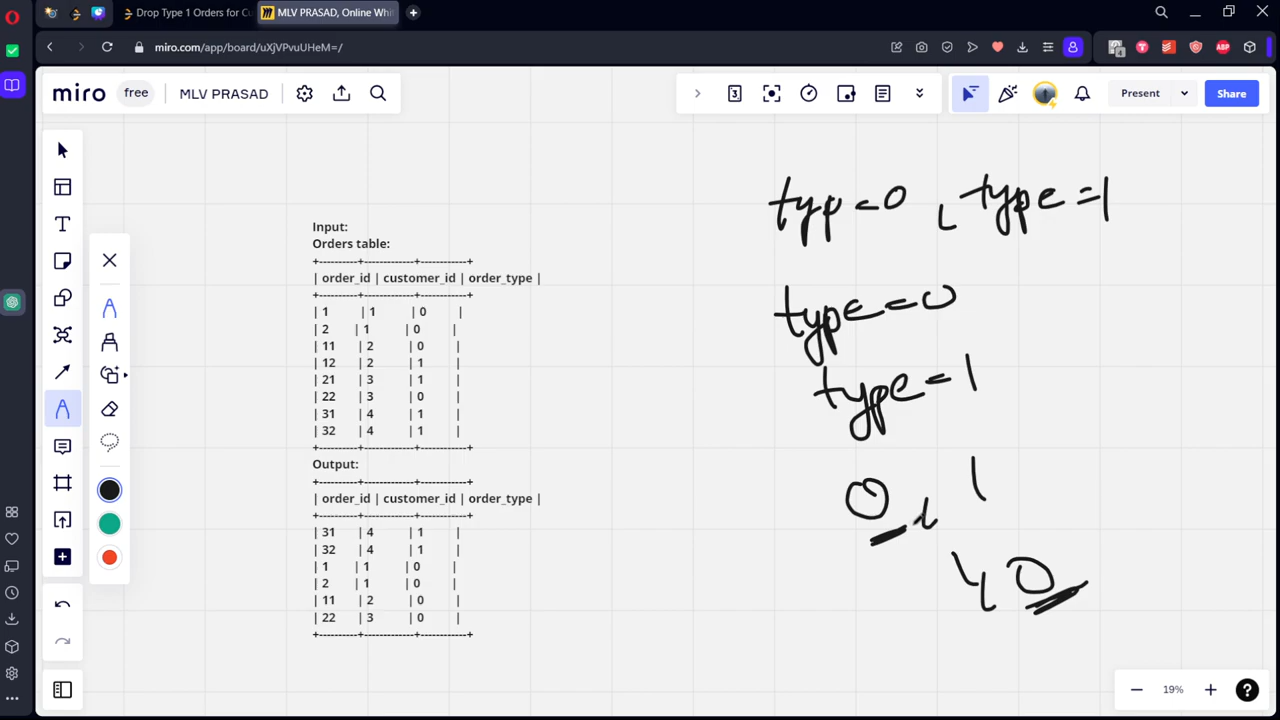 Drop Type 1 Orders for Cu
MLV PRASAD, Online Whi
miro.com/app/board/uXjVPvuUHeM=/
miro free MLV PRASAD
Present
Share
Input:
Orders table:
+---------+-------------+------------+
| order_id | customer_id | order_type |
+---------+-------------+------------+
| 1 | 1 | 0 |
| 2 | 1 | 0 |
| 11 | 2 | 0 |
| 12 | 2 | 1 |
| 21 | 3 | 1 |
| 22 | 3 | 0 |
| 31 | 4 | 1 |
| 32 | 4 | 1 |
+---------+-------------+------------+
Output:
+---------+-------------+------------+
| order_id | customer_id | order_type |
+---------+-------------+------------+
| 31 | 4 | 1 |
| 32 | 4 | 1 |
| 1 | 1 | 0 |
| 2 | 1 | 0 |
| 11 | 2 | 0 |
| 22 | 3 | 0 |
+---------+-------------+------------+
typ=0, type=1
type=0
type=1
0, 1
1, 0
19%